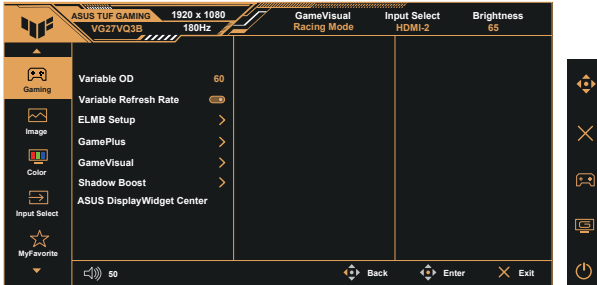 ASUS TUF GAMING 1920 x 1080
VG27VQ3B 180Hz
GameVisual Input Select Brightness
Racing Mode HDMI-2 65
Gaming
Image
Color
Input Select
MyFavorite
Variable OD 60
Variable Refresh Rate
ELMB Setup
GamePlus
GameVisual
Shadow Boost
ASUS DisplayWidget Center
50 Back Enter Exit